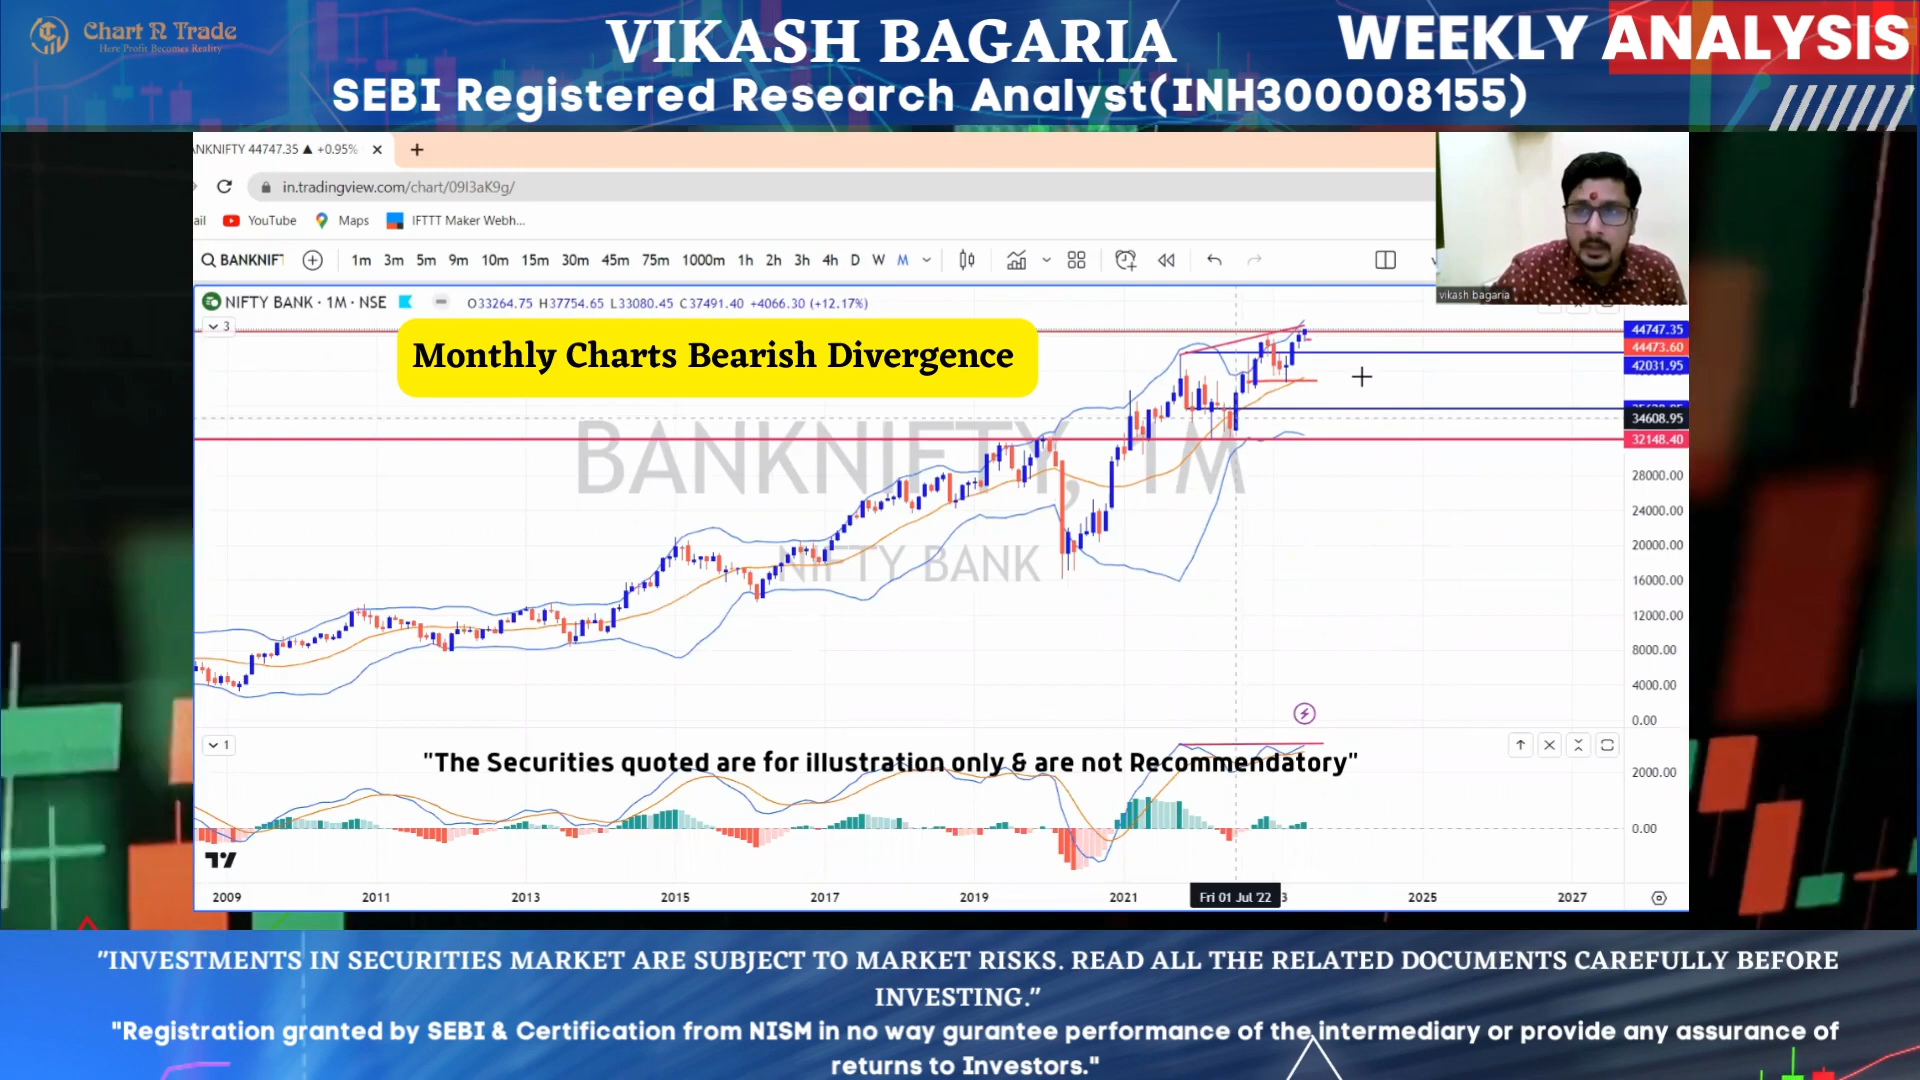 Chart N Trade
Here Profit Becomes Reality
VIKASH BAGARIA
WEEKLY ANALYSIS
SEBI Registered Research Analyst(INH300008155)
ANKNIFTY 44747.35 ▲ +0.95% × +
in.tradingview.com/chart/09I3aK9g/
ail YouTube Maps IFTTT Maker Webh...
BANKNIF 1m 3m 5m 9m 10m 15m 30m 45m 75m 1000m 1h 2h 3h 4h D W M
vikash bagaria
NIFTY BANK · 1M · NSE O33264.75 H37754.65 L33080.45 C37491.40 +4066.30 (+12.17%)
3
Monthly Charts Bearish Divergence
44747.35
44473.60
42031.95
34608.95
32148.40
BANKNIFTY, 1M
NIFTY BANK
28000.00
24000.00
20000.00
16000.00
12000.00
8000.00
4000.00
0.00
1
"The Securities quoted are for illustration only & are not Recommendatory"
2000.00
0.00
2009 2011 2013 2015 2017 2019 2021 Fri 01 Jul '22 3 2025 2027
"INVESTMENTS IN SECURITIES MARKET ARE SUBJECT TO MARKET RISKS. READ ALL THE RELATED DOCUMENTS CAREFULLY BEFORE
INVESTING."
"Registration granted by SEBI & Certification from NISM in no way gurantee performance of the intermediary or provide any assurance of
returns to Investors."